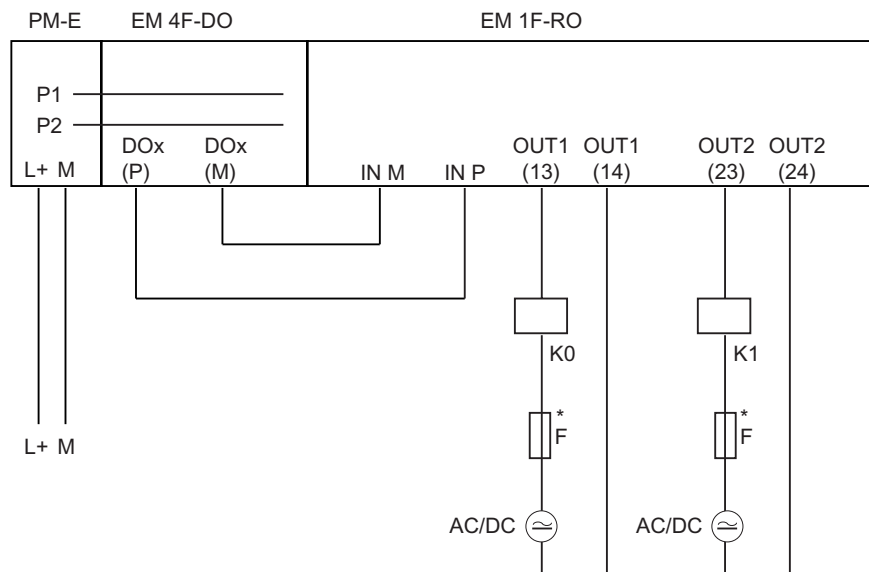 PM-E EM 4F-DO EM 1F-RO
P1
P2
DOx DOx OUT1 OUT1 OUT2 OUT2
L+ M (P) (M) IN M IN P (13) (14) (23) (24)
K0 K1
* *
L+ M F F
AC/DC AC/DC